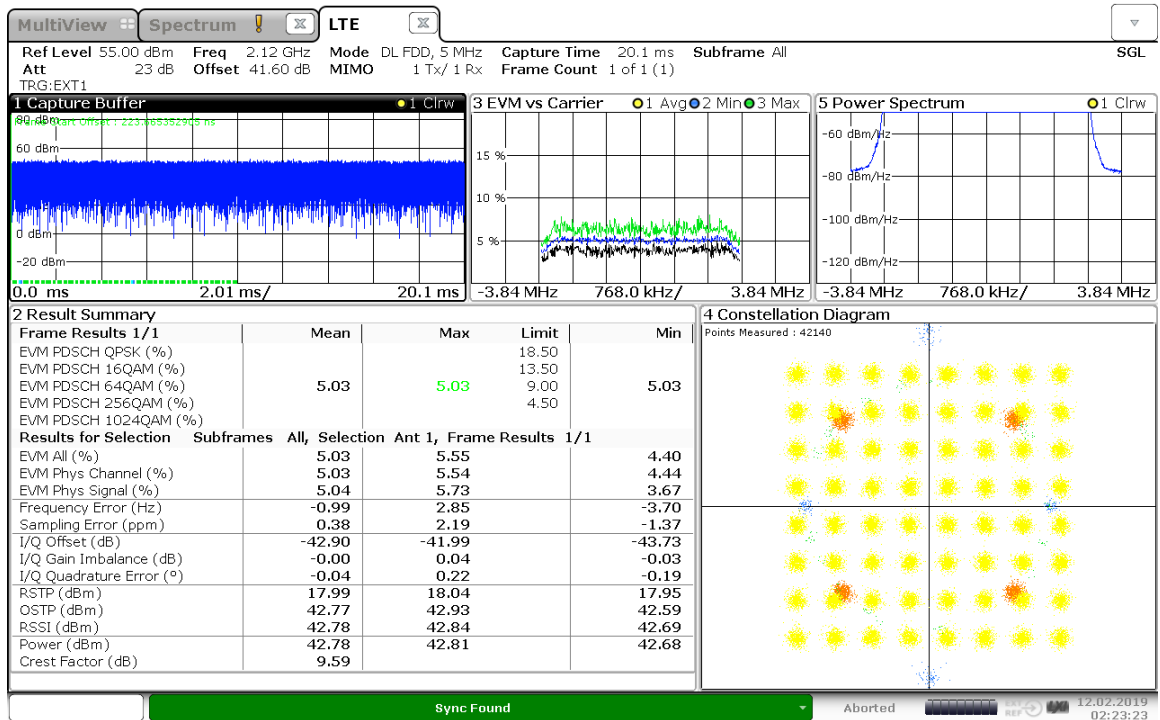 MultiView Spectrum LTE
Ref Level 55.00 dBm Freq 2.12 GHz Mode DL FDD, 5 MHz Capture Time 20.1 ms Subframe All SGL
Att 23 dB Offset 41.60 dB MIMO 1 Tx/ 1 Rx Frame Count 1 of 1 (1)
TRG:EXT1
1 Capture Buffer 1 Clrw
80 dBm
Frame Start Offset : 223.665352905 ns
60 dBm
0 dBm
-20 dBm
0.0 ms 2.01 ms/ 20.1 ms
3 EVM vs Carrier 1 Avg 2 Min 3 Max
15 %
10 %
5 %
-3.84 MHz 768.0 kHz/ 3.84 MHz
5 Power Spectrum 1 Clrw
-60 dBm/Hz
-80 dBm/Hz
-100 dBm/Hz
-120 dBm/Hz
-3.84 MHz 768.0 kHz/ 3.84 MHz
2 Result Summary
Frame Results 1/1 Mean Max Limit Min
EVM PDSCH QPSK (%) 18.50
EVM PDSCH 16QAM (%) 13.50
EVM PDSCH 64QAM (%) 5.03 5.03 9.00 5.03
EVM PDSCH 256QAM (%) 4.50
EVM PDSCH 1024QAM (%)
Results for Selection Subframes All, Selection Ant 1, Frame Results 1/1
EVM All (%) 5.03 5.55 4.40
EVM Phys Channel (%) 5.03 5.54 4.44
EVM Phys Signal (%) 5.04 5.73 3.67
Frequency Error (Hz) -0.99 2.85 -3.70
Sampling Error (ppm) 0.38 2.19 -1.37
I/Q Offset (dB) -42.90 -41.99 -43.73
I/Q Gain Imbalance (dB) -0.00 0.04 -0.03
I/Q Quadrature Error (°) -0.04 0.22 -0.19
RSTP (dBm) 17.99 18.04 17.95
OSTP (dBm) 42.77 42.93 42.59
RSSI (dBm) 42.78 42.84 42.69
Power (dBm) 42.78 42.81 42.68
Crest Factor (dB) 9.59
4 Constellation Diagram
Points Measured : 42140
Sync Found
Aborted
EXT
REF
12.02.2019
02:23:23